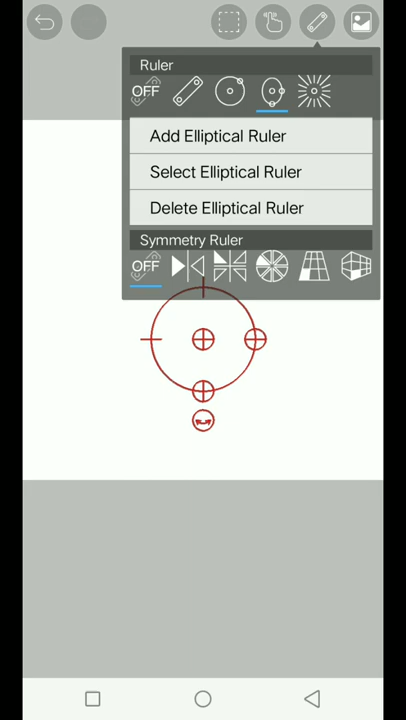 Ruler
OFF
Add Elliptical Ruler
Select Elliptical Ruler
Delete Elliptical Ruler
Symmetry Ruler
OFF